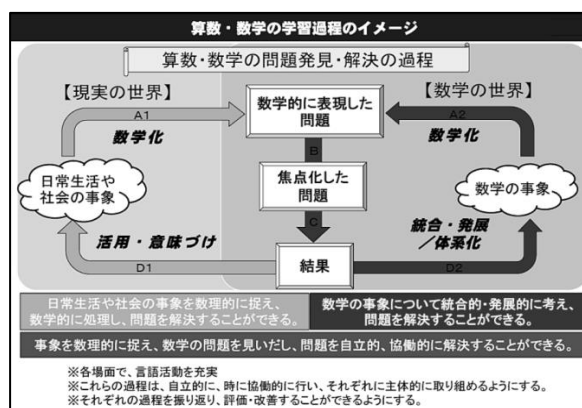 算数・数学の学習過程のイメージ
算数・数学の問題発見・解決の過程
【現実の世界】
【数学の世界】
A1
数学的に表現した
問題
A2
数学化
数学化
B
日常生活や
社会の事象
焦点化した
問題
数学の事象
C
活用・意味づけ
統合・発展
/体系化
D1
結果
D2
日常生活や社会の事象を数理的に捉え、
数学的に処理し、問題を解決することができる。
数学の事象について統合的・発展的に考え、
問題を解決することができる。
事象を数理的に捉え、数学の問題を見いだし、問題を自立的、協働的に解決することができる。
※各場面で、言語活動を充実
※これらの過程は、自立的に、時に協働的に行い、それぞれに主体的に取り組めるようにする。
※それぞれの過程を振り返り、評価・改善することができるようにする。